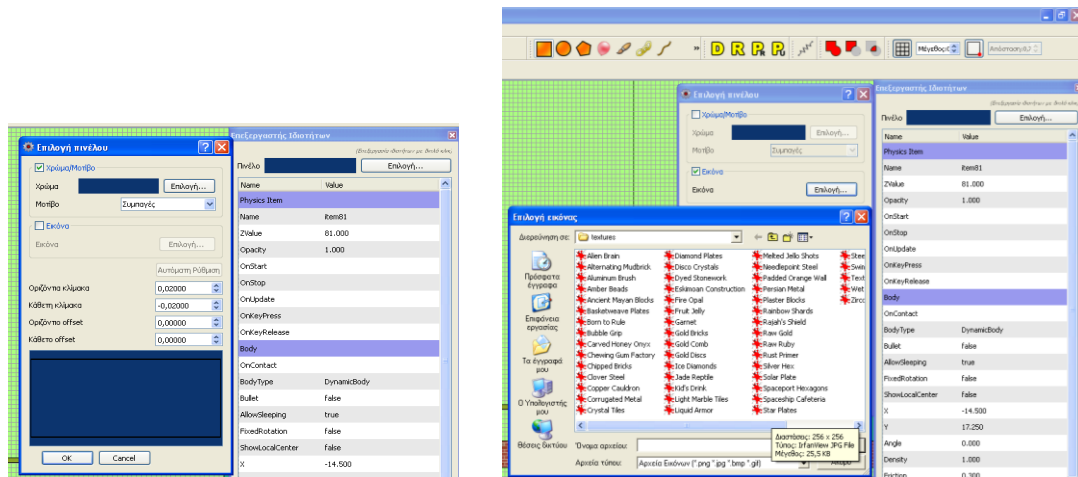 Επιλογή πινέλου
Χρώμα/Μοτίβο
Χρώμα
Επιλογή...
Μοτίβο
Συμπαγές
Εικόνα
Εικόνα
Επιλογή...
Αυτόματη Ρύθμιση
Οριζόντια κλίμακα
0,02000
Κάθετη κλίμακα
-0,02000
Οριζόντιο offset
0,00000
Κάθετο offset
0,00000
OK
Cancel
Επεξεργαστής Ιδιοτήτων
Πινέλο
Επιλογή...
Name Value
Physics Item
Name item81
ZValue 81.000
Opacity 1.000
OnStart
OnStop
OnUpdate
OnKeyPress
OnKeyRelease
Body
OnContact
BodyType DynamicBody
Bullet false
AllowSleeping true
FixedRotation false
ShowLocalCenter false
X -14.500
Επιλογή πινέλου
Χρώμα/Μοτίβο
Χρώμα
Επιλογή...
Μοτίβο
Συμπαγές
Εικόνα
Εικόνα
Επιλογή...
Επιλογή εικόνας
Διερεύνηση σε:
textures
Πρόσφατα έγγραφα
Επιφάνεια εργασίας
Τα έγγραφά μου
Ο Υπολογιστής μου
Θέσεις δικτύου
Alien Brain
Alternating Mudbrick
Aluminum Brush
Amber Beads
Ancient Mayan Blocks
Basketweave Plates
Born to Rule
Bubble Grip
Carved Honey Onyx
Chewing Gum Factory
Chipped Bricks
Clover Steel
Copper Cauldron
Corrugated Metal
Crystal Tiles
Diamond Plates
Disco Crystals
Dyed Stonework
Eskimoan Construction
Fire Opal
Fruit Jelly
Garnet
Gold Bricks
Gold Comb
Gold Discs
Ice Diamonds
Jade Reptile
Kid's Drink
Light Marble Tiles
Liquid Armor
Melted Jello Shots
Needlepoint Steel
Padded Orange Wall
Persian Metal
Plaster Blocks
Rainbow Shards
Rajah's Shield
Raw Gold
Raw Ruby
Rust Primer
Silver Hex
Solar Plate
Spaceport Hexagons
Spaceship Cafeteria
Star Plates
Όνομα αρχείου:
Αρχεία τύπου:
Αρχεία Εικόνων (*.png *.jpg *.bmp *.gif)
Διαστάσεις: 256 x 256
Τύπος: IrfanView JPG File
Μέγεθος: 25,5 KB
Επεξεργαστής Ιδιοτήτων
Πινέλο
Επιλογή...
Name Value
Physics Item
Name item81
ZValue 81.000
Opacity 1.000
OnStart
OnStop
OnUpdate
OnKeyPress
OnKeyRelease
Body
OnContact
BodyType DynamicBody
Bullet false
AllowSleeping true
FixedRotation false
ShowLocalCenter false
X -14.500
Y 17.250
Angle 0.000
Density 1.000
Friction 0.300